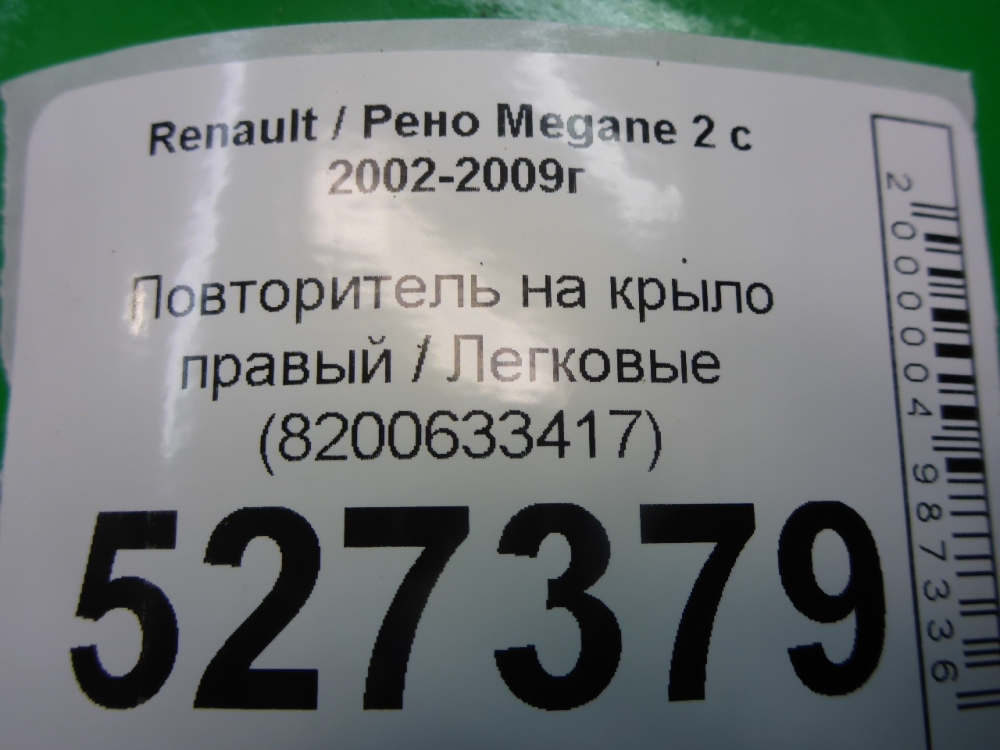 Renault / Рено Megane 2 с
2002-2009г
Повторитель на крыло
правый / Легковые
(8200633417)
527379
2000004987336